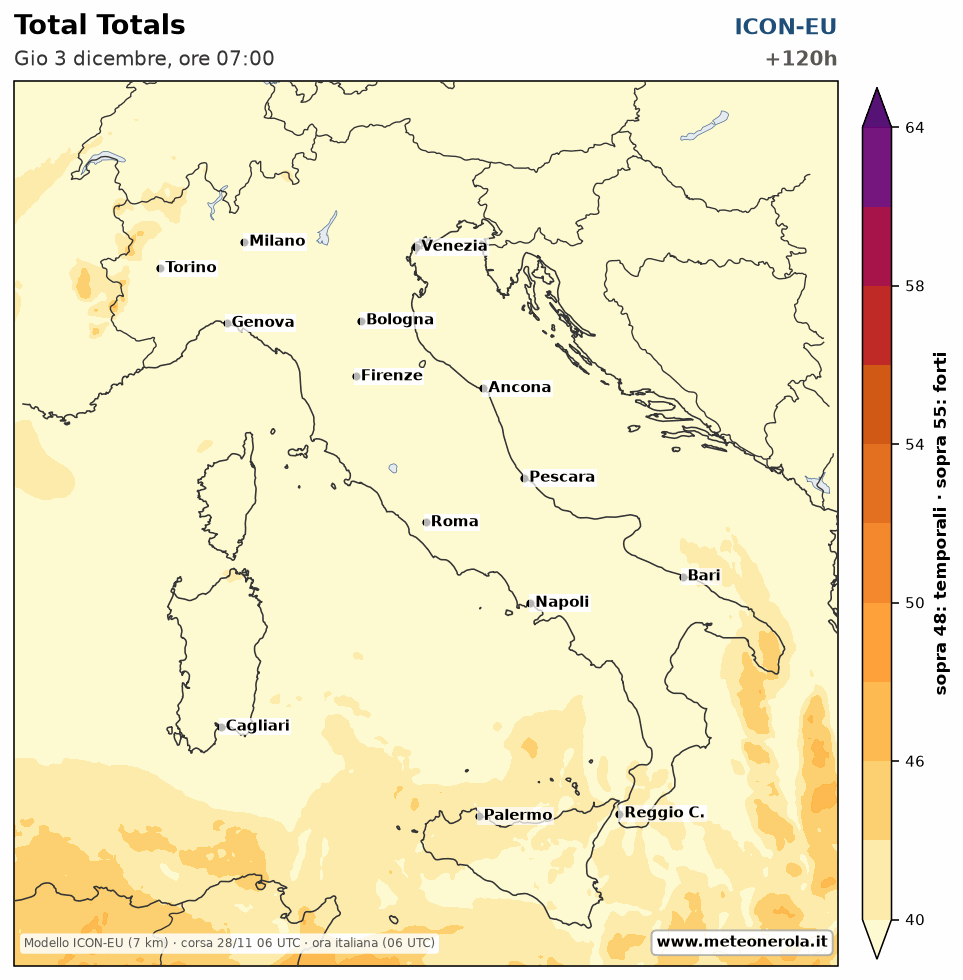 Total Totals
ICON-EU
Gio 3 dicembre, ore 07:00
+120h
64
58
54
50
46
40
sopra 48: temporali · sopra 55: forti
Milano
Venezia
Torino
Genova
Bologna
Firenze
Ancona
Pescara
Roma
Bari
Napoli
Cagliari
Palermo
Reggio C.
Modello ICON-EU (7 km) · corsa 28/11 06 UTC · ora italiana (06 UTC)
www.meteonerola.it